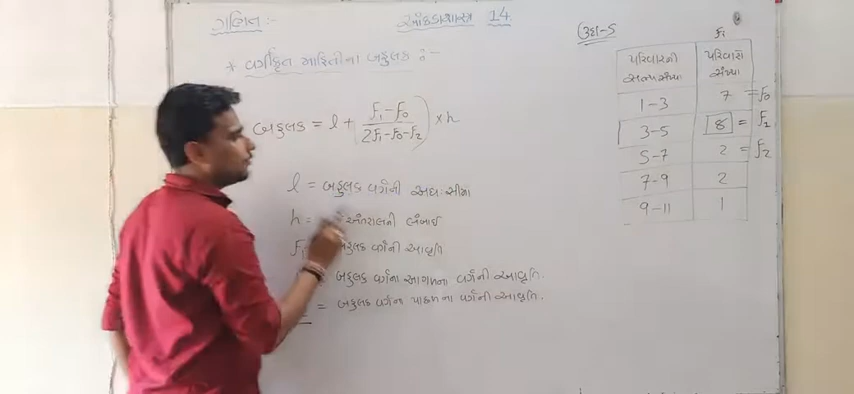 ગણિત :-
આંકડાશાસ્ત્ર 14
* વર્ગીકૃત માહિતીના બહુલક :-
બહુલક = l + (f₁-f₀ / 2f₁-f₀-f₂) × h
l = બહુલક વર્ગની અધઃસીમા
h = અંતરાલની લંબાઈ
f₁ બહુલક વર્ગની આવૃત્તિ
બહુલક વર્ગના આગળના વર્ગની આવૃત્તિ.
= બહુલક વર્ગના પાછળના વર્ગની આવૃત્તિ.
ઉદા-5
પરિવારની સભ્યસંખ્યા
fᵢ
પરિવારો સંખ્યા
1-3 7 = f₀
3-5 8 = f₁
5-7 2 = f₂
7-9 2
9-11 1